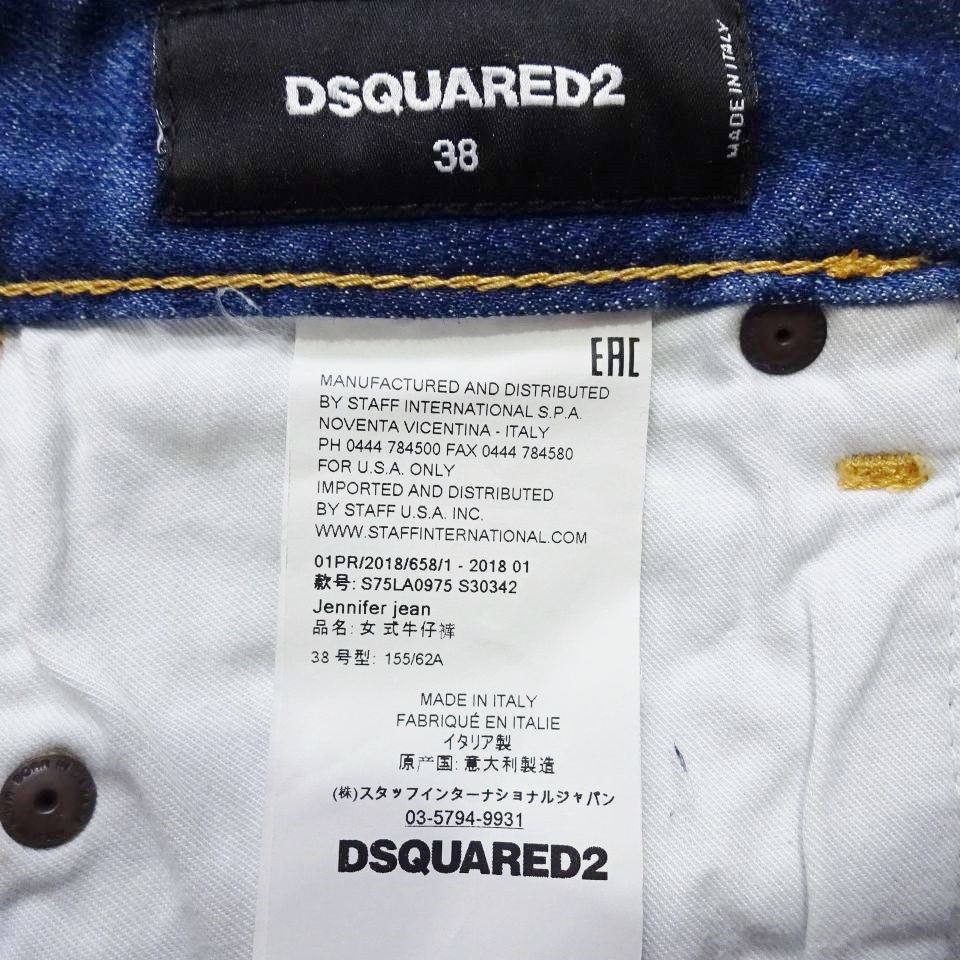 DSQUARED2
38
MADE IN ITALY
EAC
MANUFACTURED AND DISTRIBUTED
BY STAFF INTERNATIONAL S.P.A.
NOVENTA VICENTINA - ITALY
PH 0444 784500 FAX 0444 784580
FOR U.S.A. ONLY
IMPORTED AND DISTRIBUTED
BY STAFF U.S.A. INC.
WWW.STAFFINTERNATIONAL.COM
01PR/2018/658/1 - 2018 01
款号: S75LA0975 S30342
Jennifer jean
品名: 女 式牛仔裤
38 号型: 155/62A
MADE IN ITALY
FABRIQUÉ EN ITALIE
イタリア製
原产国: 意大利製造
(株)スタッフインターナショナルジャパン
03-5794-9931
DSQUARED2
BORN IN